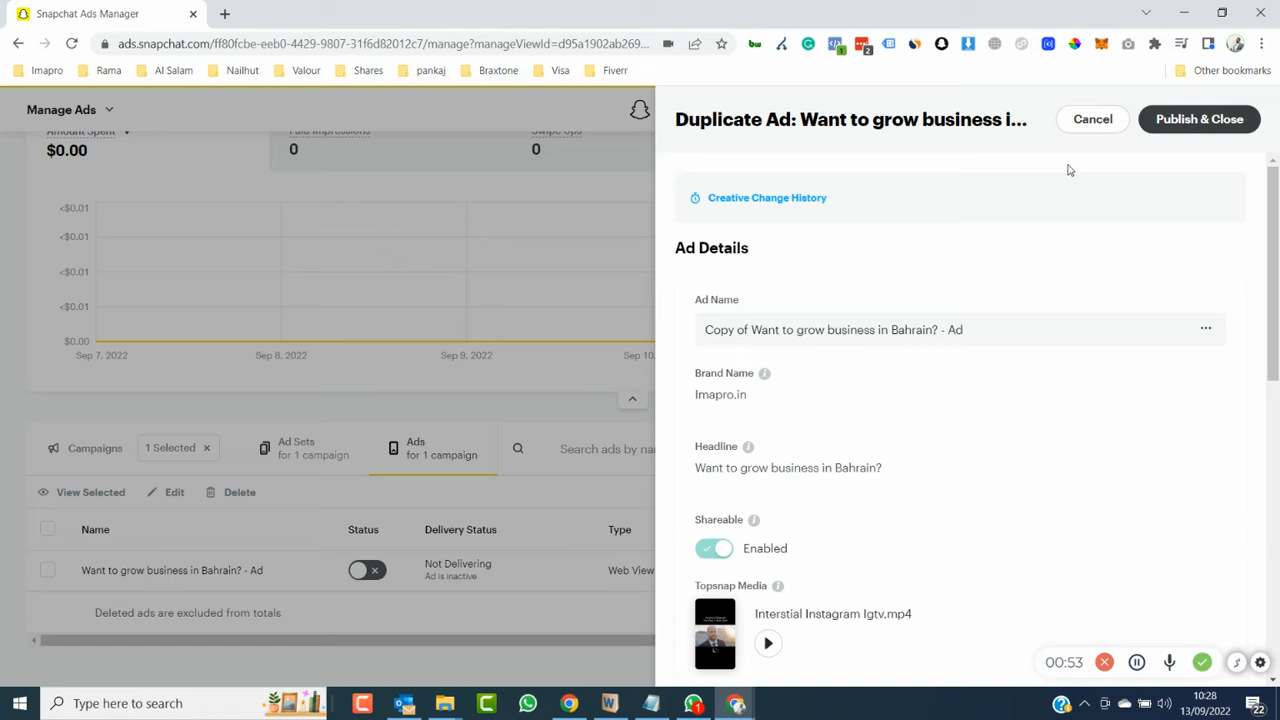 Snapchat Ads Manager
ads.snapchat.com/ff80fcbe-eeb0-4429-9807-31f6d82012c7/manage?manageViewId=d95a1902ab269...
1
2
Imapro
Rama
Al Salam
Nailhut
Valour
Shares
pankaj
Braxtone
Visa
Fiverr
Other bookmarks
Manage Ads
Duplicate Ad: Want to grow business i...
Cancel
Publish & Close
Amount Spent
Paid Impressions
Swipe Ups
$0.00
0
0
Creative Change History
<$0.01
<$0.01
<$0.01
<$0.01
$0.00
Sep 7, 2022
Sep 8, 2022
Sep 9, 2022
Sep 10,
Ad Details
Ad Name
Copy of Want to grow business in Bahrain? - Ad
Brand Name
Imapro.in
Headline
Want to grow business in Bahrain?
Shareable
Enabled
Topsnap Media
Interstial Instagram Igtv.mp4
Campaigns
1 Selected
Ad Sets
for 1 campaign
Ads
for 1 campaign
Search ads by na
View Selected
Edit
Delete
Name
Status
Delivery Status
Type
Want to grow business in Bahrain? - Ad
Not Delivering
Ad is inactive
Web View
Deleted ads are excluded from totals
00:53
Type here to search
1
10:28
13/09/2022
22